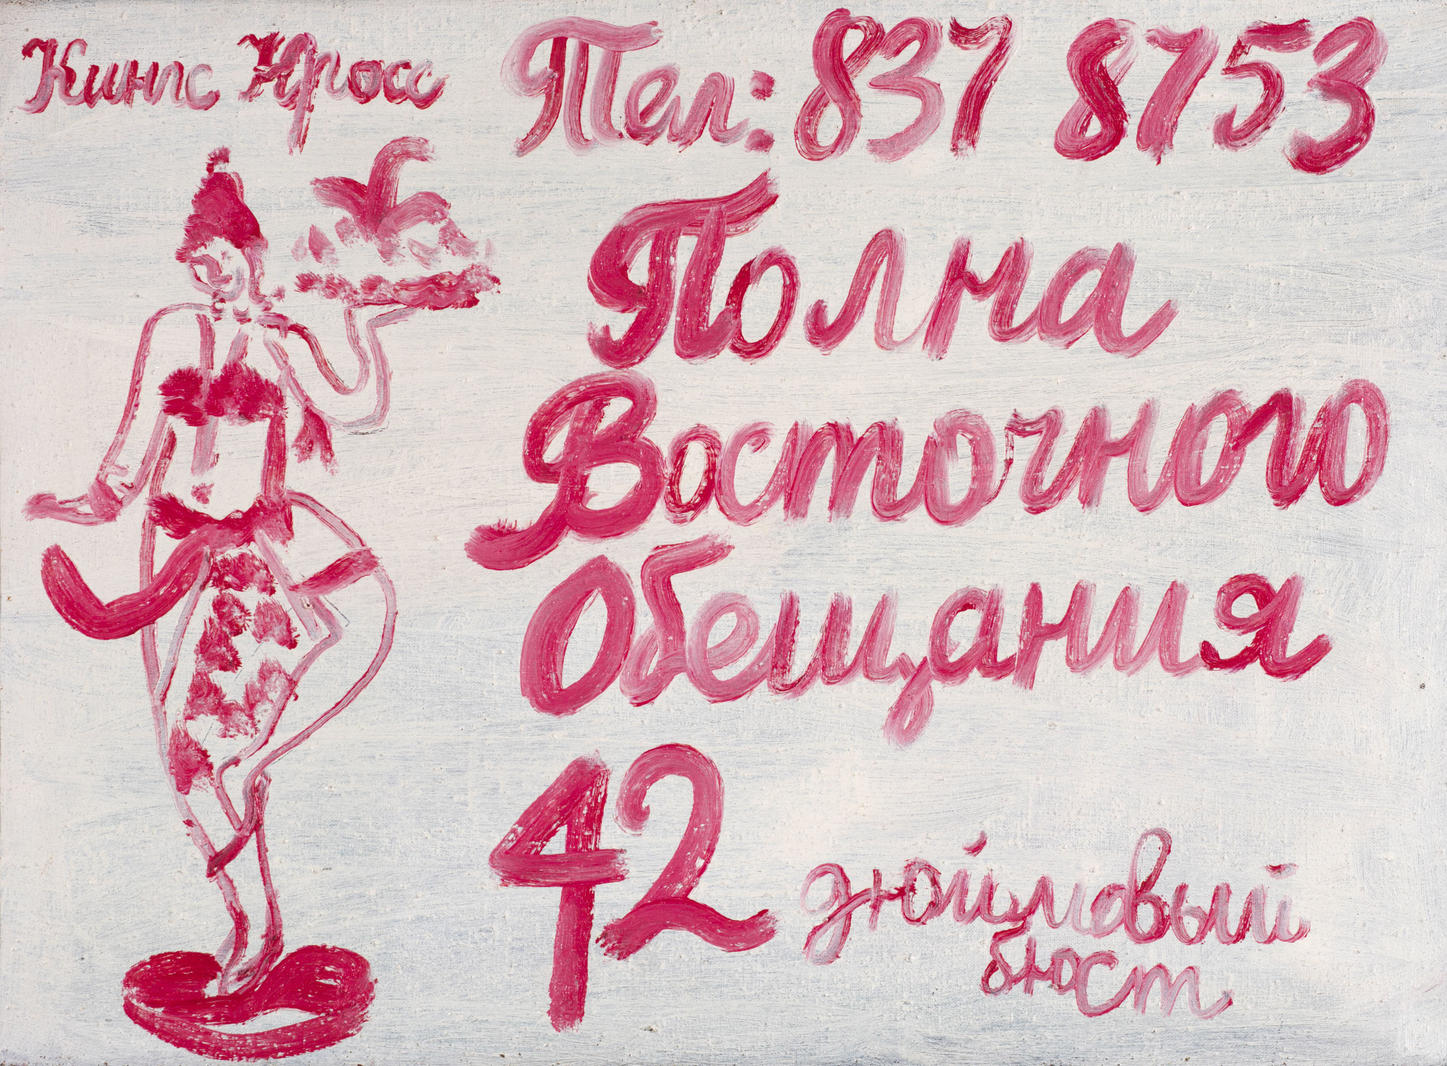 Кингс Кросс
Тел: 837 8753
Полна
Восточного
Обещания
42 дюймовый
бюст